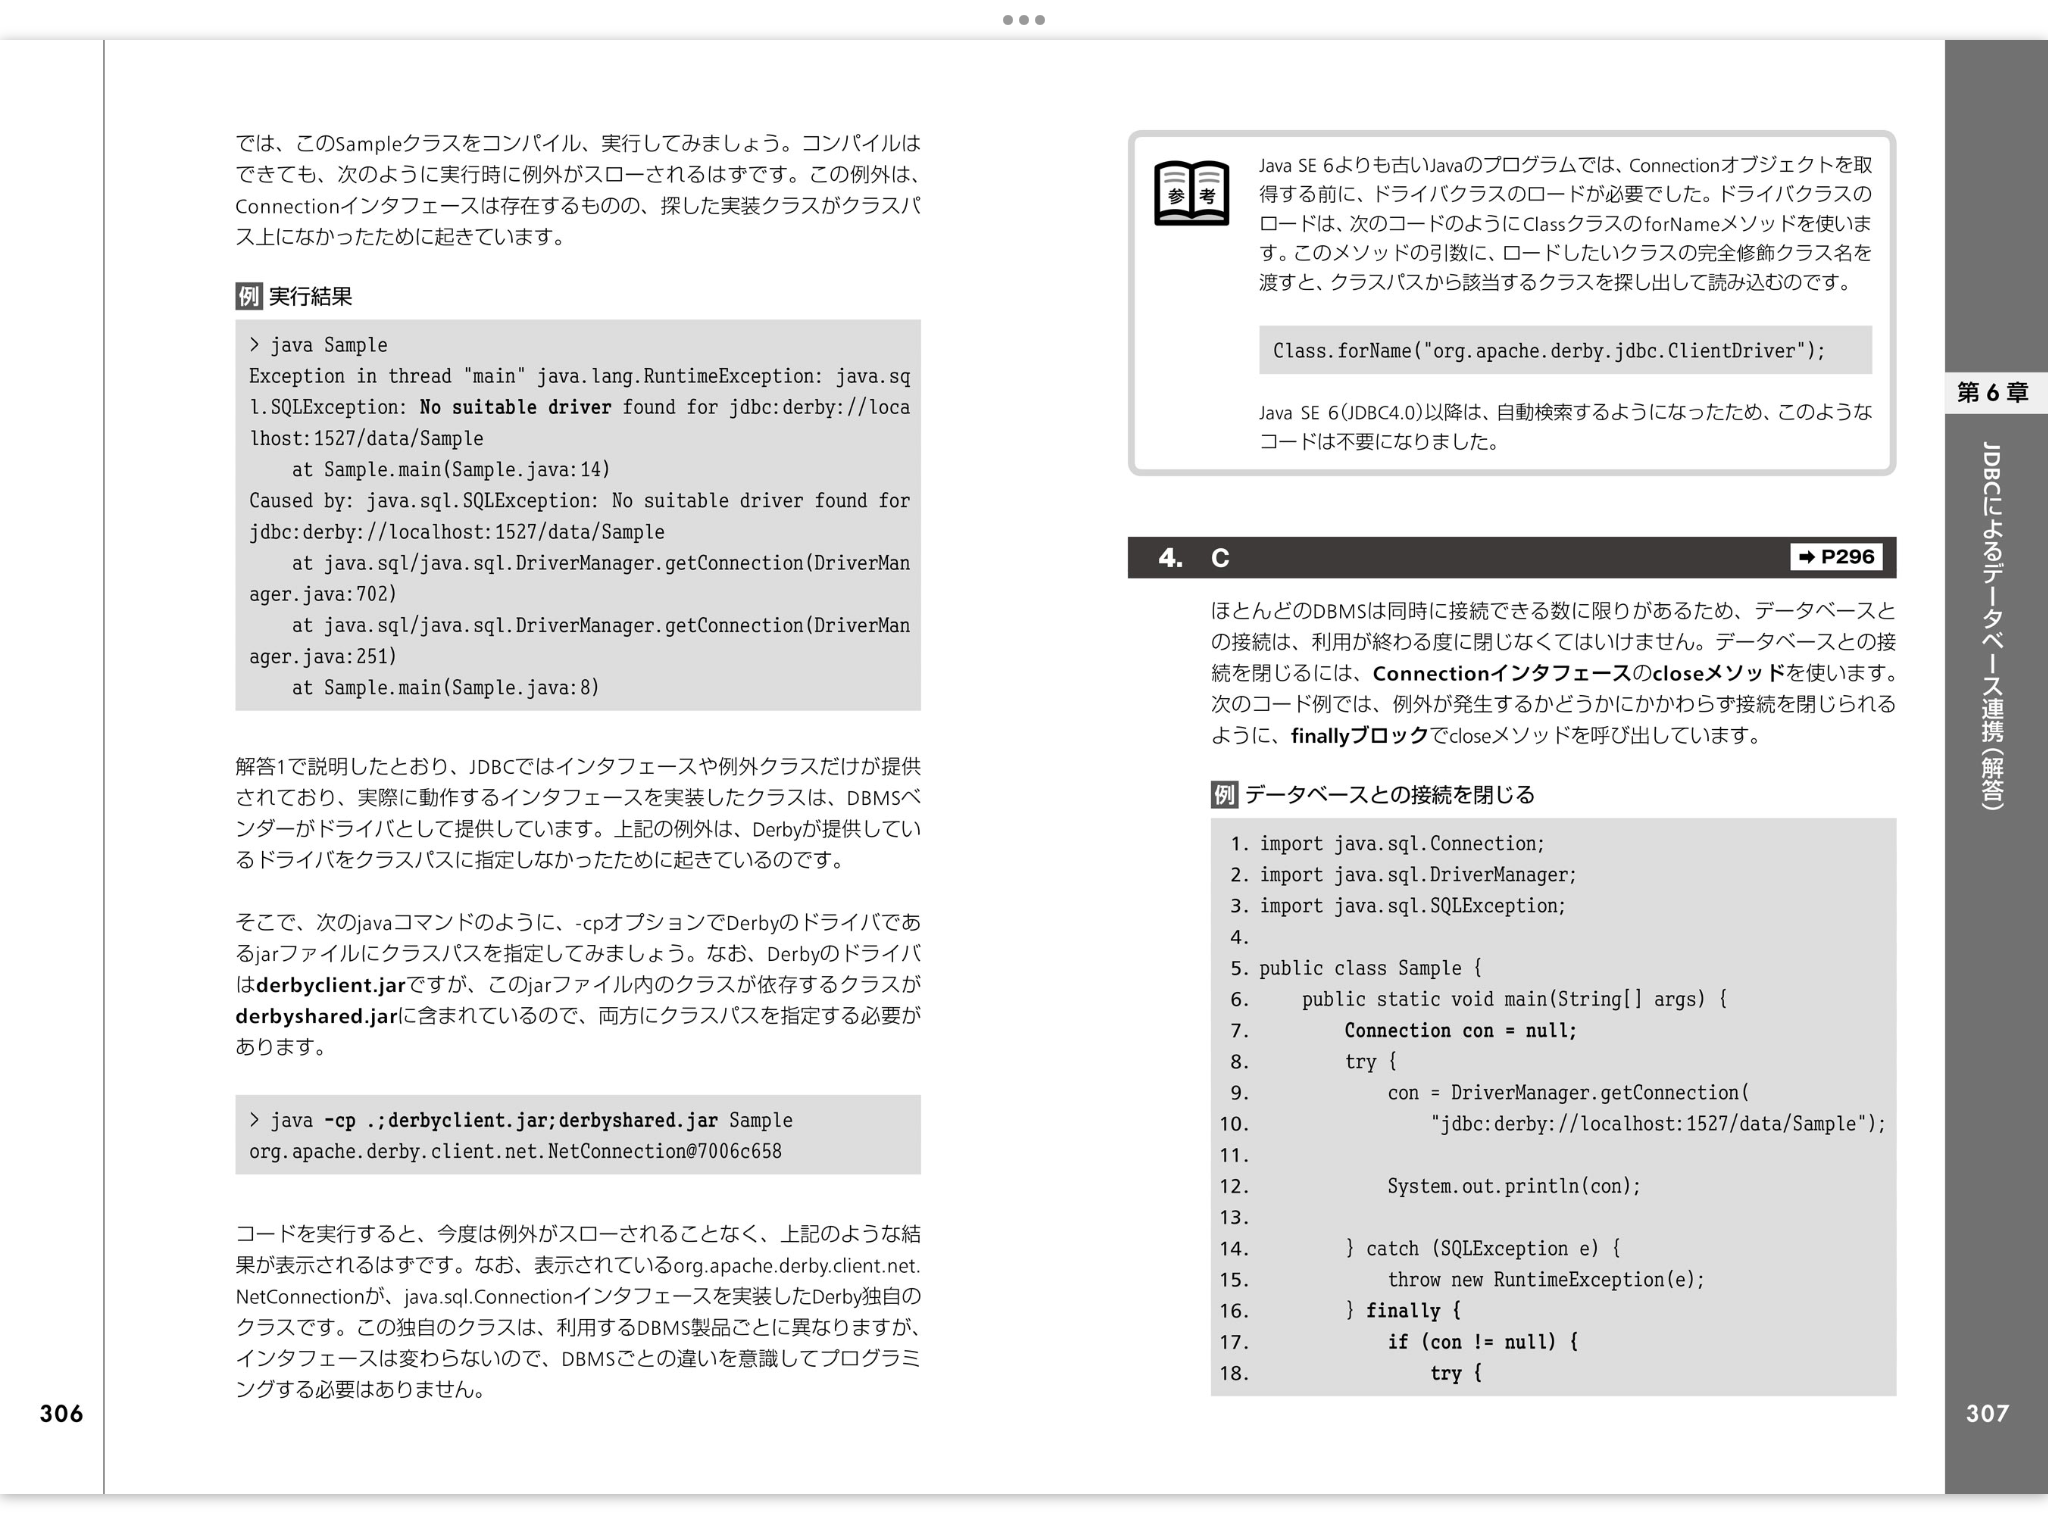 では、このSampleクラスをコンパイル、実行してみましょう。コンパイルは
できても、次のように実行時に例外がスローされるはずです。この例外は、
Connectionインタフェースは存在するものの、探した実装クラスがクラスパ
ス上になかったために起きています。
例 実行結果
> java Sample
Exception in thread "main" java.lang.RuntimeException: java.sq
l.SQLException: No suitable driver found for jdbc:derby://loca
lhost:1527/data/Sample
    at Sample.main(Sample.java:14)
Caused by: java.sql.SQLException: No suitable driver found for
jdbc:derby://localhost:1527/data/Sample
    at java.sql/java.sql.DriverManager.getConnection(DriverMan
ager.java:702)
    at java.sql/java.sql.DriverManager.getConnection(DriverMan
ager.java:251)
    at Sample.main(Sample.java:8)
解答1で説明したとおり、JDBCではインタフェースや例外クラスだけが提供
されており、実際に動作するインタフェースを実装したクラスは、DBMSベ
ンダーがドライバとして提供しています。上記の例外は、Derbyが提供してい
るドライバをクラスパスに指定しなかったために起きているのです。
そこで、次のjavaコマンドのように、-cpオプションでDerbyのドライバであ
るjarファイルにクラスパスを指定してみましょう。なお、Derbyのドライバ
はderbyclient.jarですが、このjarファイル内のクラスが依存するクラスが
derbyshared.jarに含まれているので、両方にクラスパスを指定する必要が
あります。
> java -cp .;derbyclient.jar;derbyshared.jar Sample
org.apache.derby.client.net.NetConnection@7006c658
コードを実行すると、今度は例外がスローされることなく、上記のような結
果が表示されるはずです。なお、表示されているorg.apache.derby.client.net.
NetConnectionが、java.sql.Connectionインタフェースを実装したDerby独自の
クラスです。この独自のクラスは、利用するDBMS製品ごとに異なりますが、
インタフェースは変わらないので、DBMSごとの違いを意識してプログラミ
ングする必要はありません。
306
参考
Java SE 6よりも古いJavaのプログラムでは、Connectionオブジェクトを取
得する前に、ドライバクラスのロードが必要でした。ドライバクラスの
ロードは、次のコードのようにClassクラスのforNameメソッドを使いま
す。このメソッドの引数に、ロードしたいクラスの完全修飾クラス名を
渡すと、クラスパスから該当するクラスを探し出して読み込むのです。
Class.forName("org.apache.derby.jdbc.ClientDriver");
Java SE 6（JDBC4.0）以降は、自動検索するようになったため、このような
コードは不要になりました。
4. C ➡ P296
ほとんどのDBMSは同時に接続できる数に限りがあるため、データベースと
の接続は、利用が終わる度に閉じなくてはいけません。データベースとの接
続を閉じるには、Connectionインタフェースのcloseメソッドを使います。
次のコード例では、例外が発生するかどうかにかかわらず接続を閉じられる
ように、finallyブロックでcloseメソッドを呼び出しています。
例 データベースとの接続を閉じる
1. import java.sql.Connection;
2. import java.sql.DriverManager;
3. import java.sql.SQLException;
4.
5. public class Sample {
6.     public static void main(String[] args) {
7.         Connection con = null;
8.         try {
9.             con = DriverManager.getConnection(
10.                 "jdbc:derby://localhost:1527/data/Sample");
11.
12.             System.out.println(con);
13.
14.         } catch (SQLException e) {
15.             throw new RuntimeException(e);
16.         } finally {
17.             if (con != null) {
18.                 try {
第6章
JDBCによるデータベース連携（解答）
307